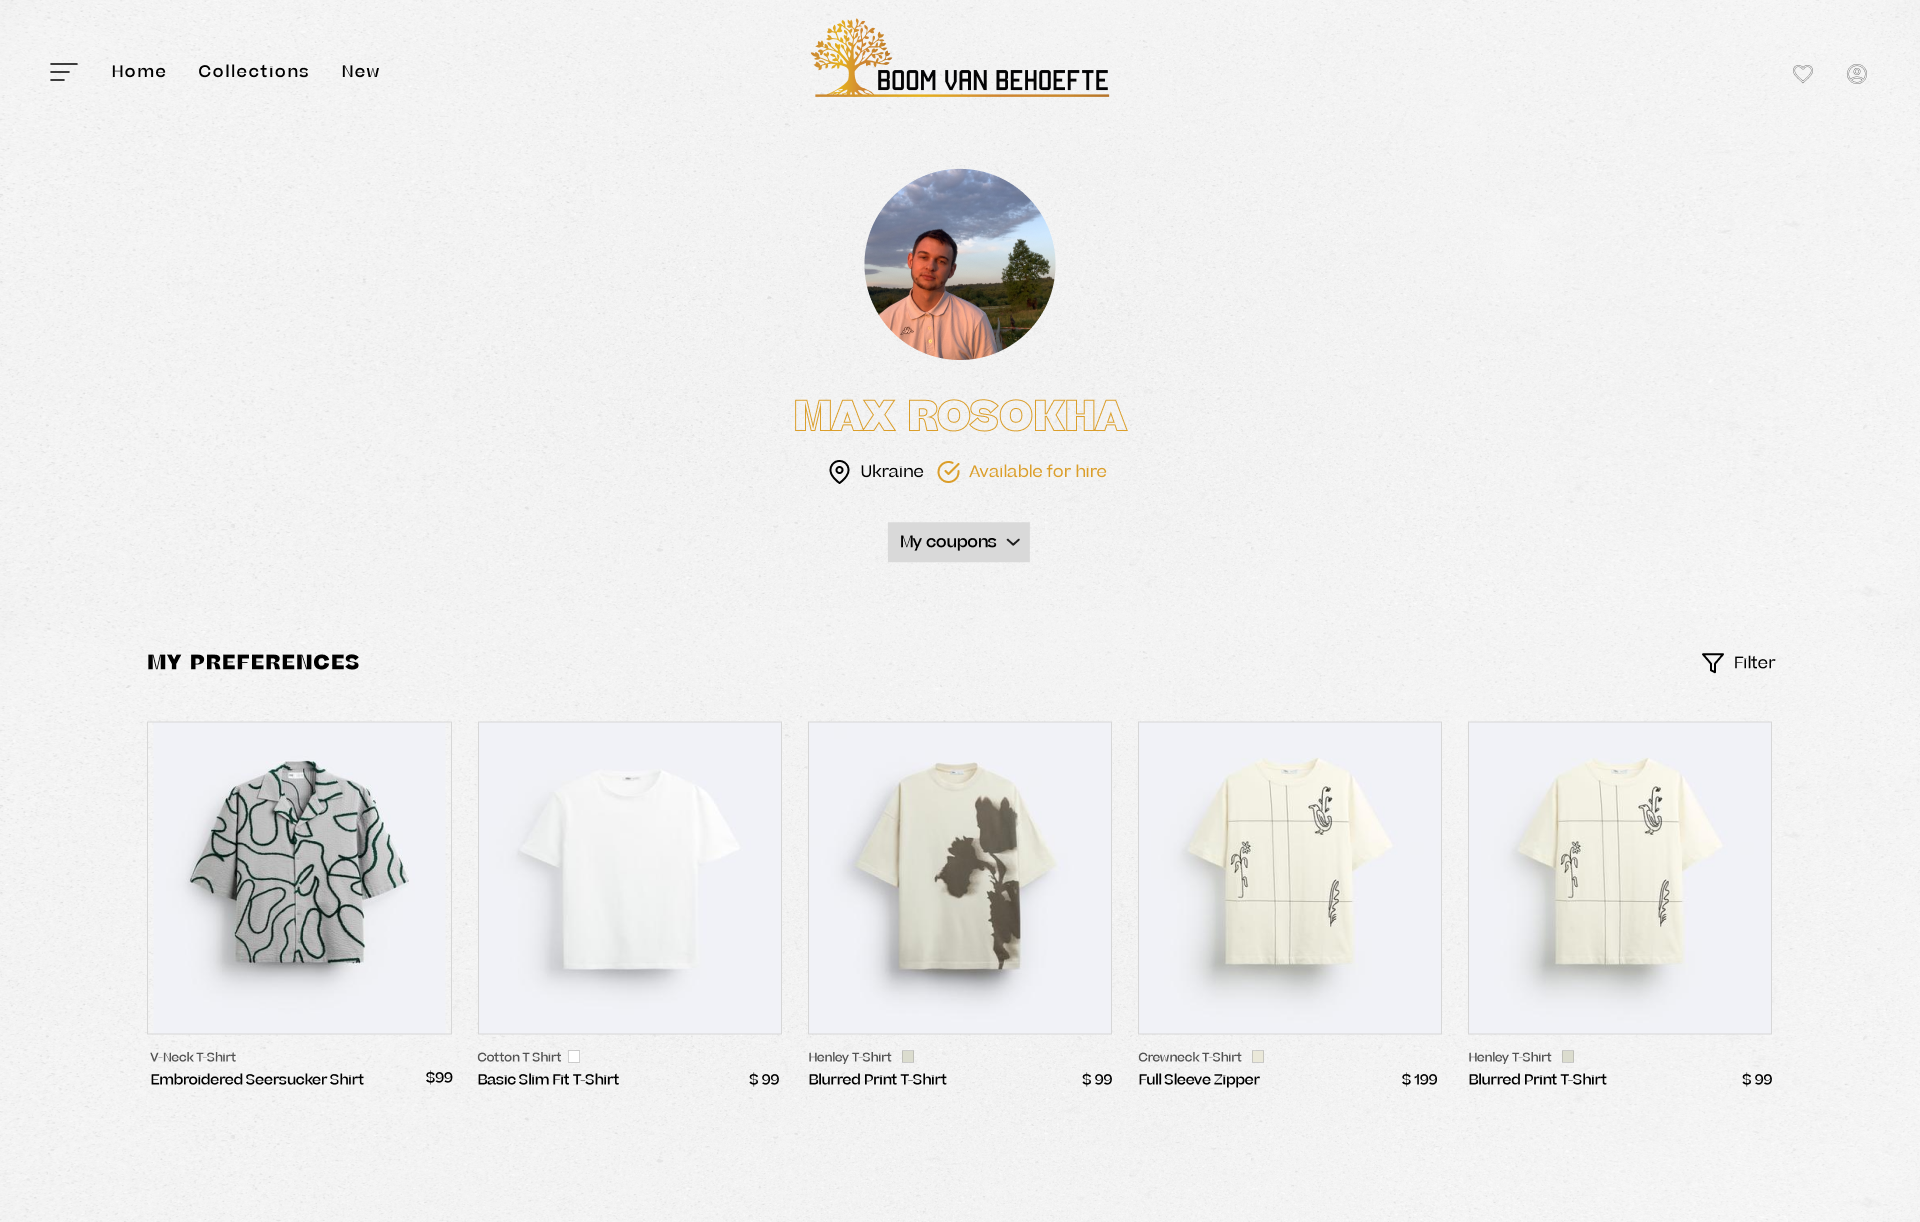 Home
Collections
New
BOOM VAN BEHOEFTE
MAX ROSOKHA
Ukraine
Available for hire
My coupons
MY PREFERENCES
Filter
V-Neck T-Shirt
Embroidered Seersucker Shirt
$99
Cotton T Shirt
Basic Slim Fit T-Shirt
$ 99
Henley T-Shirt
Blurred Print T-Shirt
$ 99
Crewneck T-Shirt
Full Sleeve Zipper
$ 199
Henley T-Shirt
Blurred Print T-Shirt
$ 99